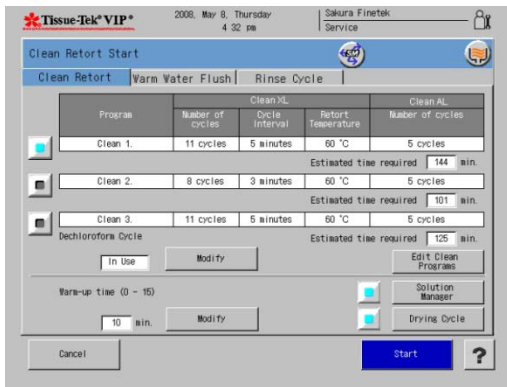 Tissue-Tek® VIP®
2008, May 8, Thursday
4 32 pm
Sakura Finetek
Service
Clean Retort Start
Clean Retort
Warm Water Flush
Rinse Cycle
Clean XL
Clean AL
Program
Number of cycles
Cycle Interval
Retort Temperature
Number of cycles
Clean 1. 11 cycles 5 minutes 60 °C 5 cycles
Estimated time required 144 min.
Clean 2. 8 cycles 3 minutes 60 °C 5 cycles
Estimated time required 101 min.
Clean 3. 11 cycles 5 minutes 60 °C 5 cycles
Dechloroform Cycle
Estimated time required 125 min.
In Use
Modify
Edit Clean Programs
Warm-up time (0 - 15)
Solution Manager
10 min.
Modify
Drying Cycle
Cancel
Start
?